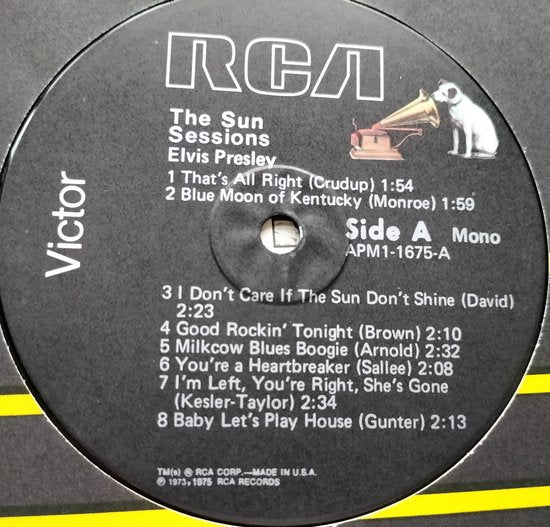 RCA
The Sun
Sessions
Elvis Presley
1 That's All Right (Crudup) 1:54
2 Blue Moon of Kentucky (Monroe) 1:59
Side A Mono
APM1-1675-A
Victor
3 I Don't Care If The Sun Don't Shine (David)
2:23
4 Good Rockin' Tonight (Brown) 2:10
5 Milkcow Blues Boogie (Arnold) 2:32
6 You're a Heartbreaker (Sallee) 2:08
7 I'm Left, You're Right, She's Gone
(Kesler-Taylor) 2:34
8 Baby Let's Play House (Gunter) 2:13
TM(s) ® RCA CORP.—MADE IN U.S.A.
℗ 1973, 1975 RCA RECORDS